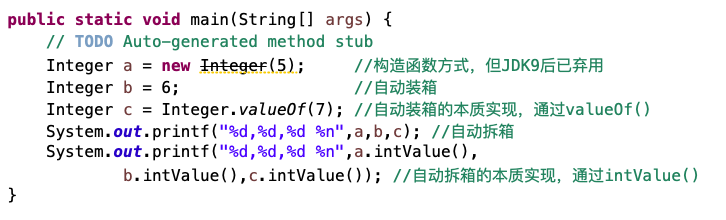 public static void main(String[] args) {
// TODO Auto-generated method stub
Integer a = new Integer(5); //构造函数方式，但JDK9后已弃用
Integer b = 6; //自动装箱
Integer c = Integer.valueOf(7); //自动装箱的本质实现，通过valueOf()
System.out.printf("%d,%d,%d %n",a,b,c); //自动拆箱
System.out.printf("%d,%d,%d %n",a.intValue(),
b.intValue(),c.intValue()); //自动拆箱的本质实现，通过intValue()
}